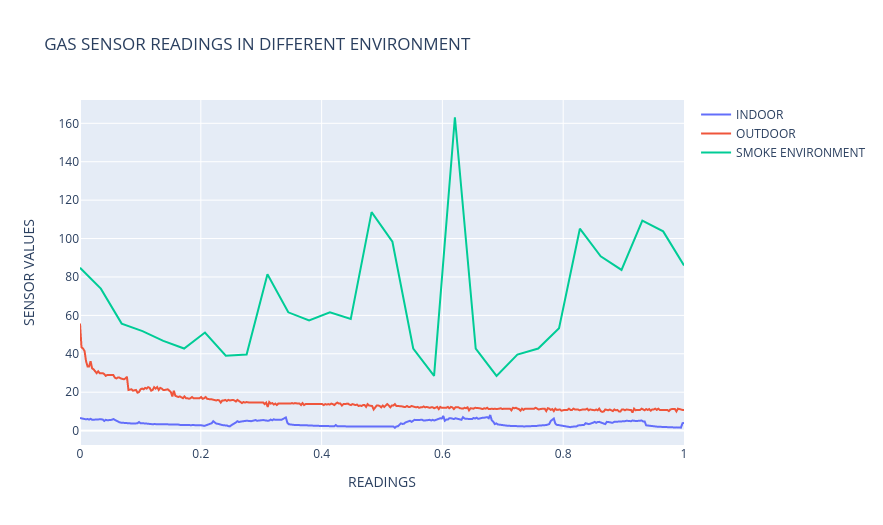 GAS SENSOR READINGS IN DIFFERENT ENVIRONMENT
INDOOR
OUTDOOR
SMOKE ENVIRONMENT
SENSOR VALUES
160
140
120
100
80
60
40
20
0
0 0.2 0.4 0.6 0.8 1
READINGS